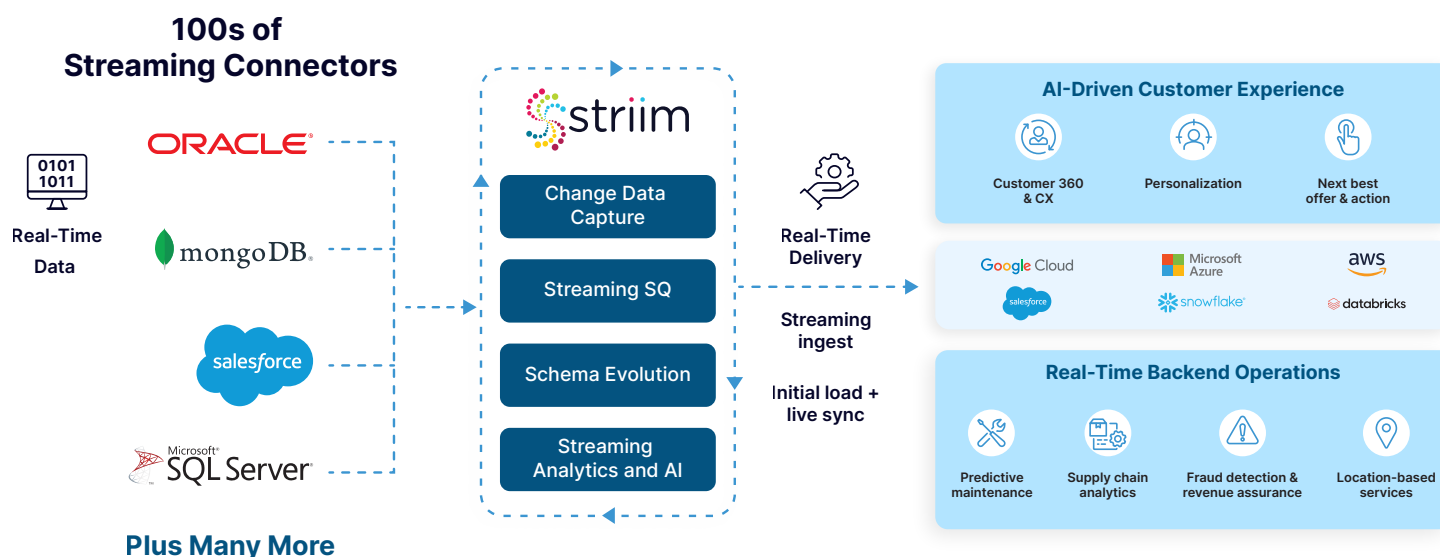 100s of
Streaming Connectors
0101
1011
Real-Time
Data
ORACLE®
mongoDB®
salesforce
Microsoft®
SQL Server®
Plus Many More
striim
Change Data
Capture
Streaming SQ
Schema Evolution
Streaming
Analytics and AI
Real-Time
Delivery
Streaming
ingest
Initial load +
live sync
AI-Driven Customer Experience
Customer 360
& CX
Personalization
Next best
offer & action
Google Cloud
Microsoft
Azure
aws
salesforce
snowflake®
databricks
Real-Time Backend Operations
Predictive
maintenance
Supply chain
analytics
Fraud detection &
revenue assurance
Location-based
services